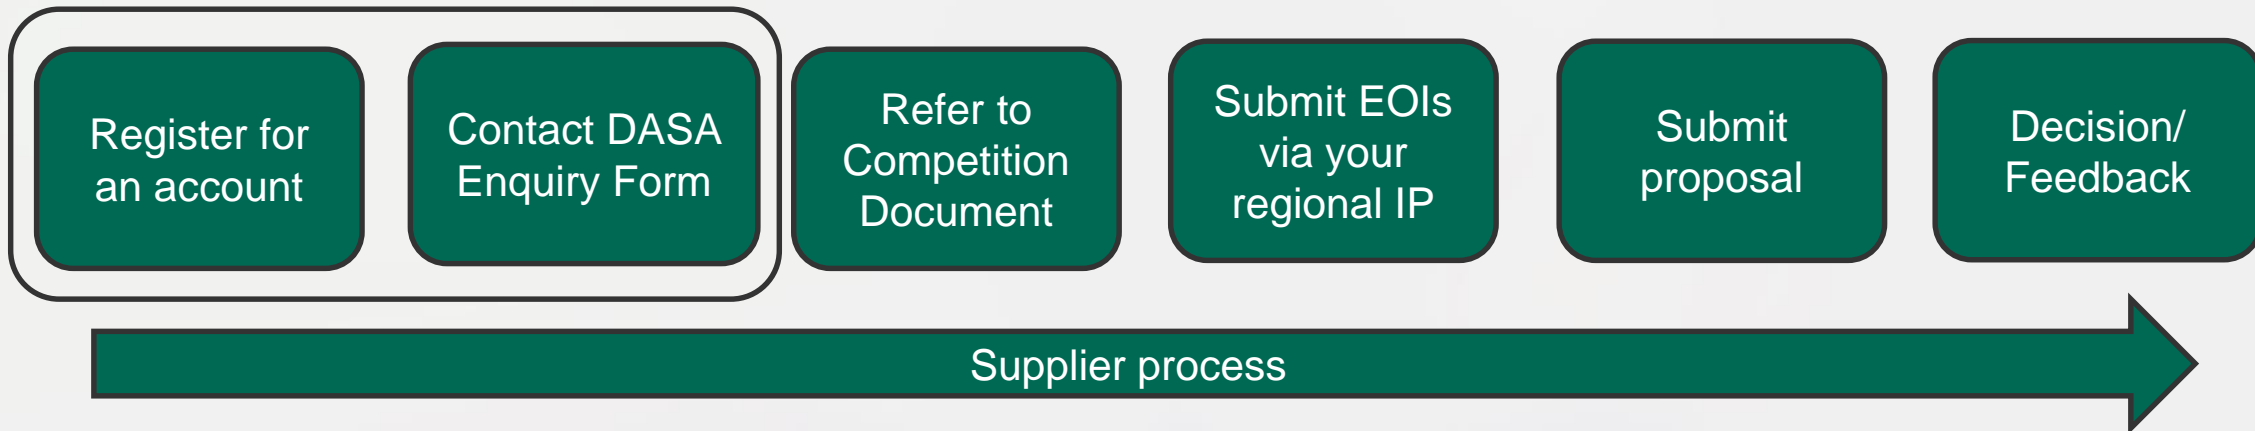 Register for
an account
Contact DASA
Enquiry Form
Refer to
Competition
Document
Submit EOIs
via your
regional IP
Submit
proposal
Decision/
Feedback
Supplier process